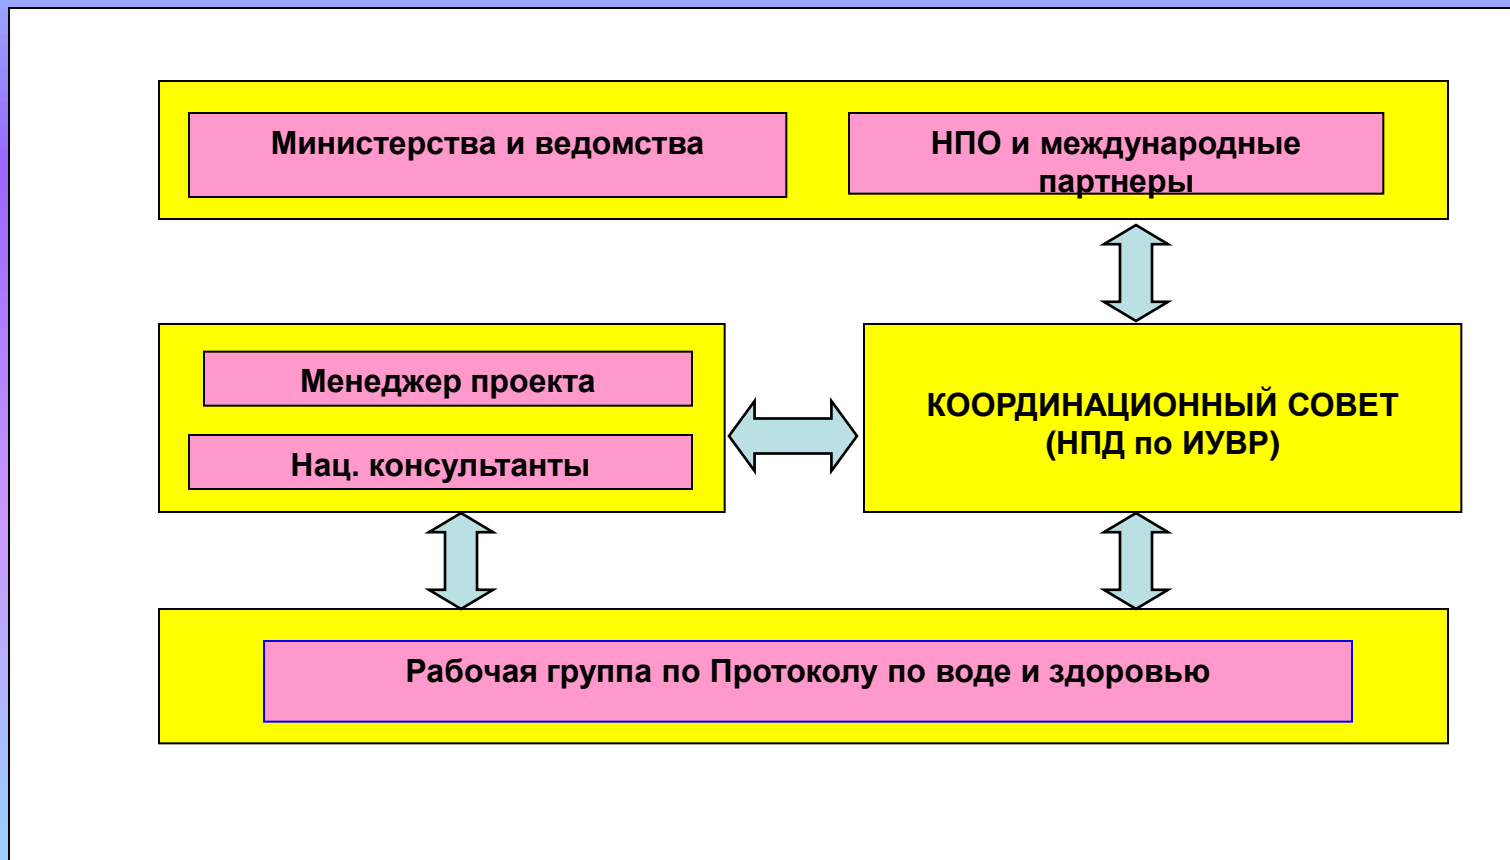 Министерства и ведомства
НПО и международные
партнеры
Менеджер проекта
Нац. консультанты
КООРДИНАЦИОННЫЙ СОВЕТ
(НПД по ИУВР)
Рабочая группа по Протоколу по воде и здоровью